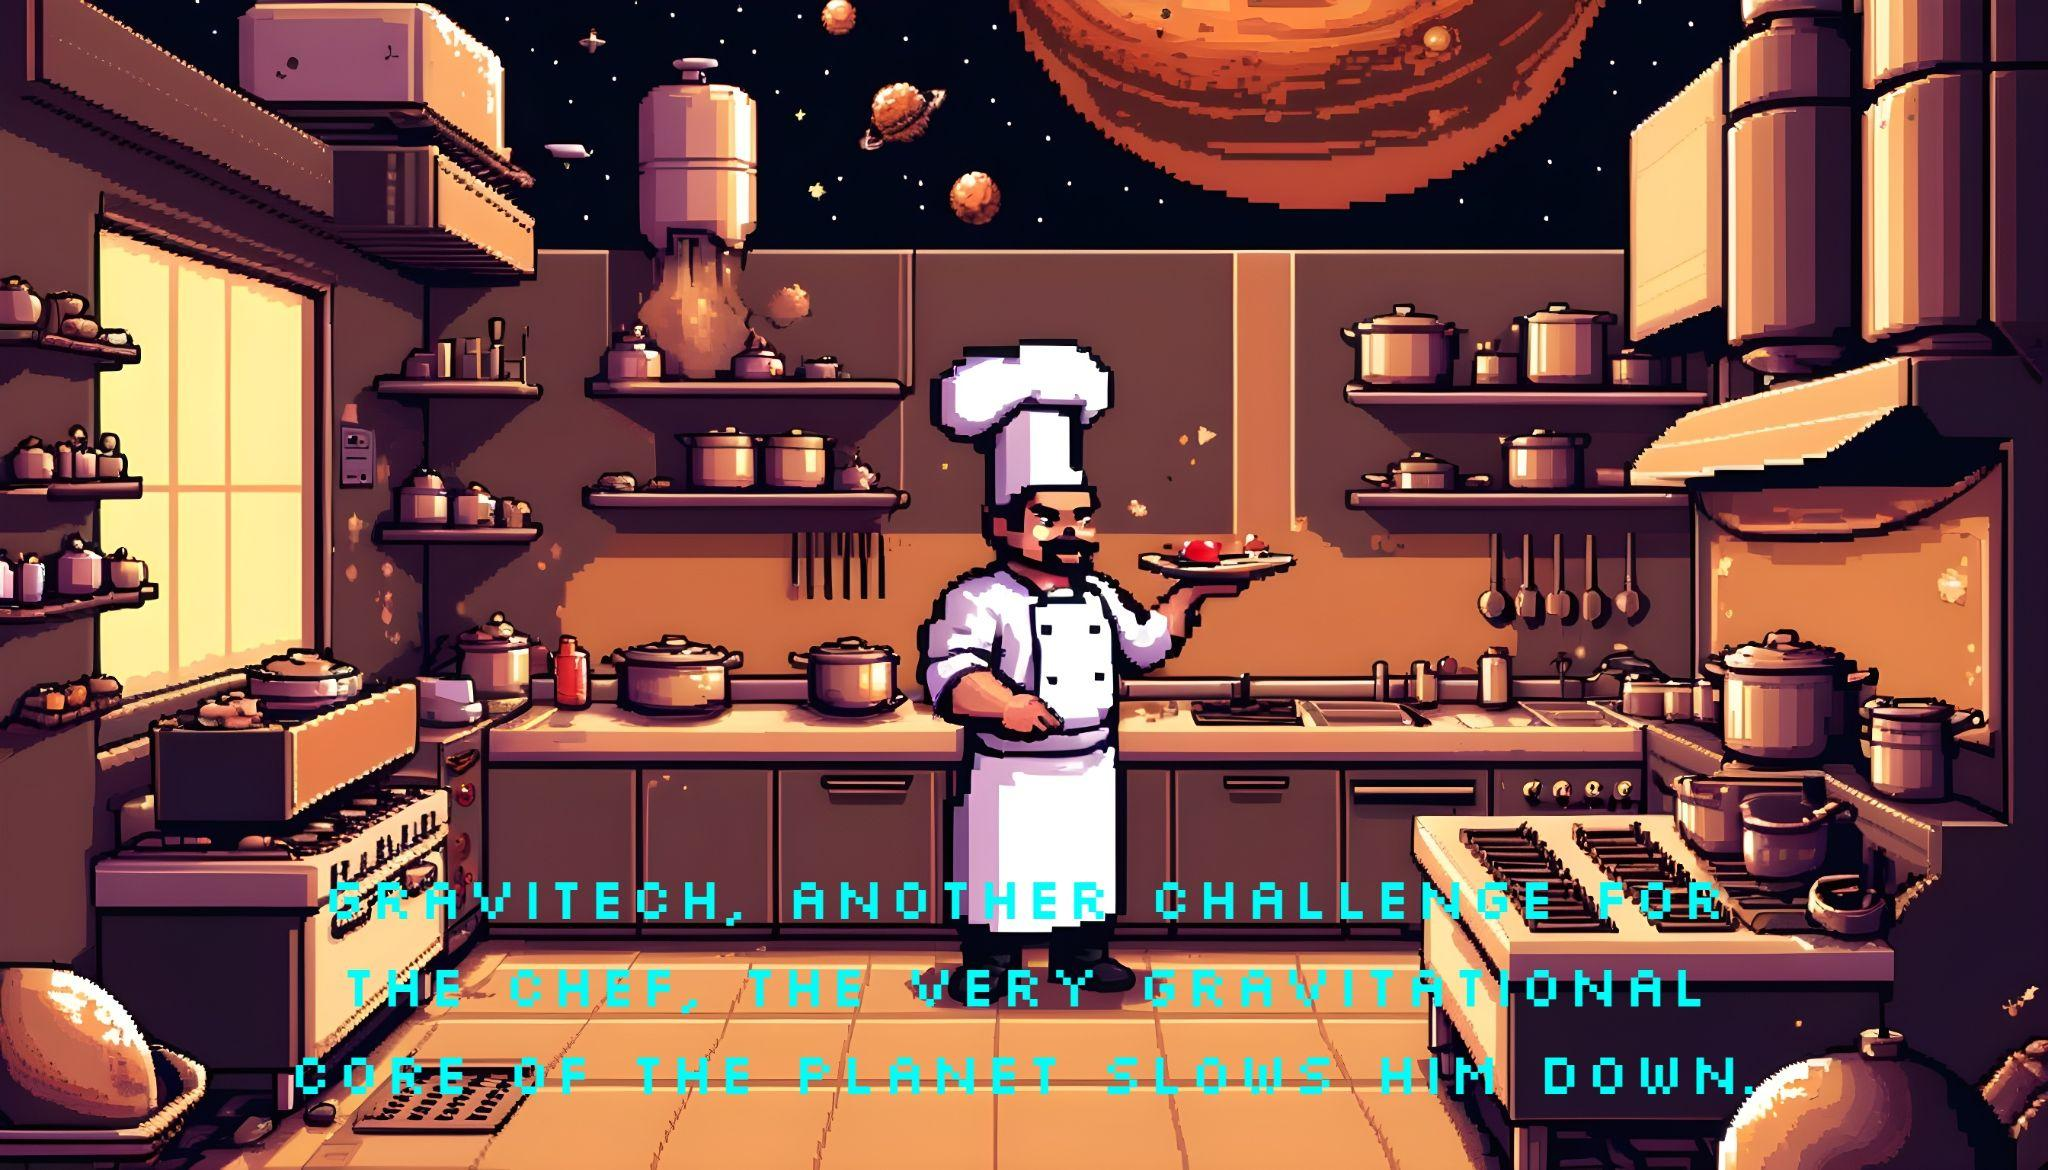 GRAVITECH, ANOTHER CHALLENGE FOR
THE CHEF, THE VERY GRAVITATIONAL
CORE OF THE PLANET SLOWS HIM DOWN.